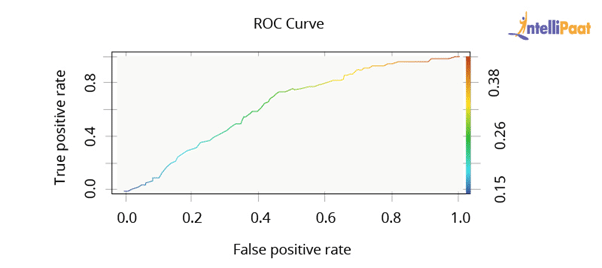 ROC Curve
intelliPaat
True positive rate
0.8
0.4
0.0
0.38
0.26
0.15
0.0 0.2 0.4 0.6 0.8 1.0
False positive rate